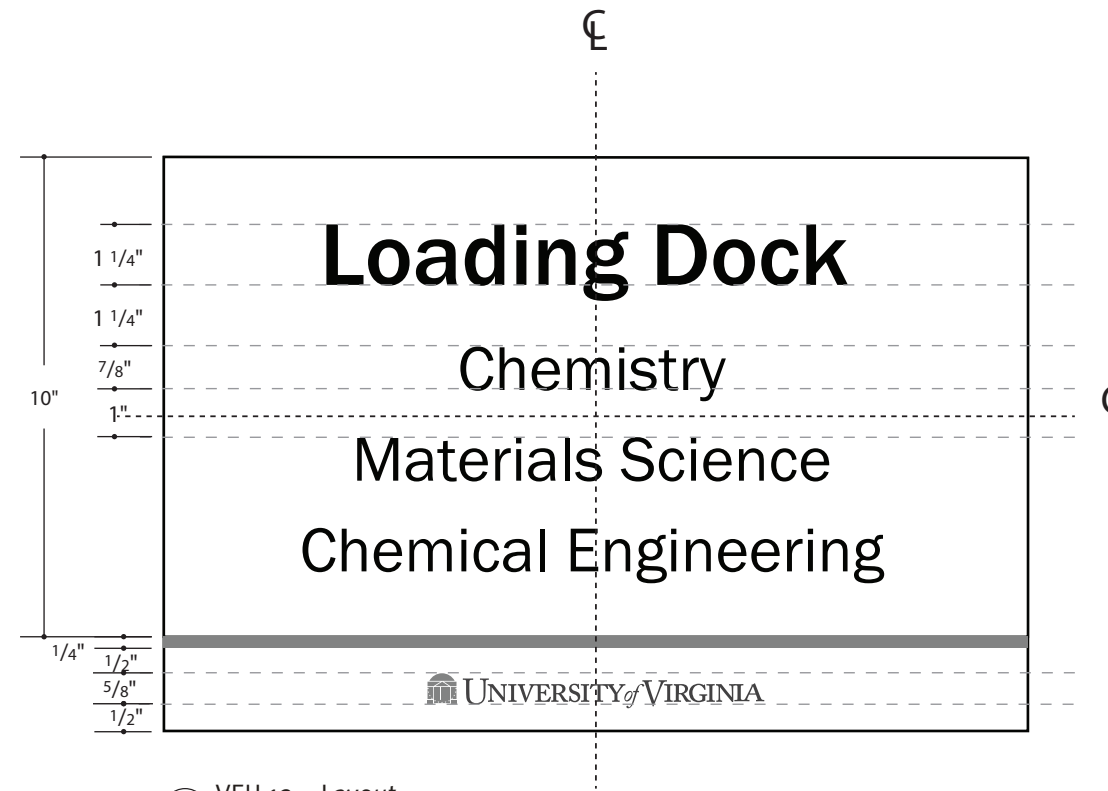 ℄
Loading Dock
Chemistry
Materials Science
Chemical Engineering
UNIVERSITY of VIRGINIA
1 1/4"
1 1/4"
7/8"
10"
1"
1/4"
1/2"
5/8"
1/2"